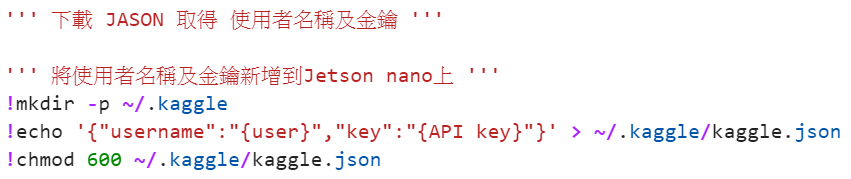 ''' 下載 JASON 取得 使用者名稱及金鑰 '''
''' 將使用者名稱及金鑰新增到Jetson nano上 '''
!mkdir -p ~/.kaggle
!echo '{"username":"{user}","key":"{API key}"}' > ~/.kaggle/kaggle.json
!chmod 600 ~/.kaggle/kaggle.json